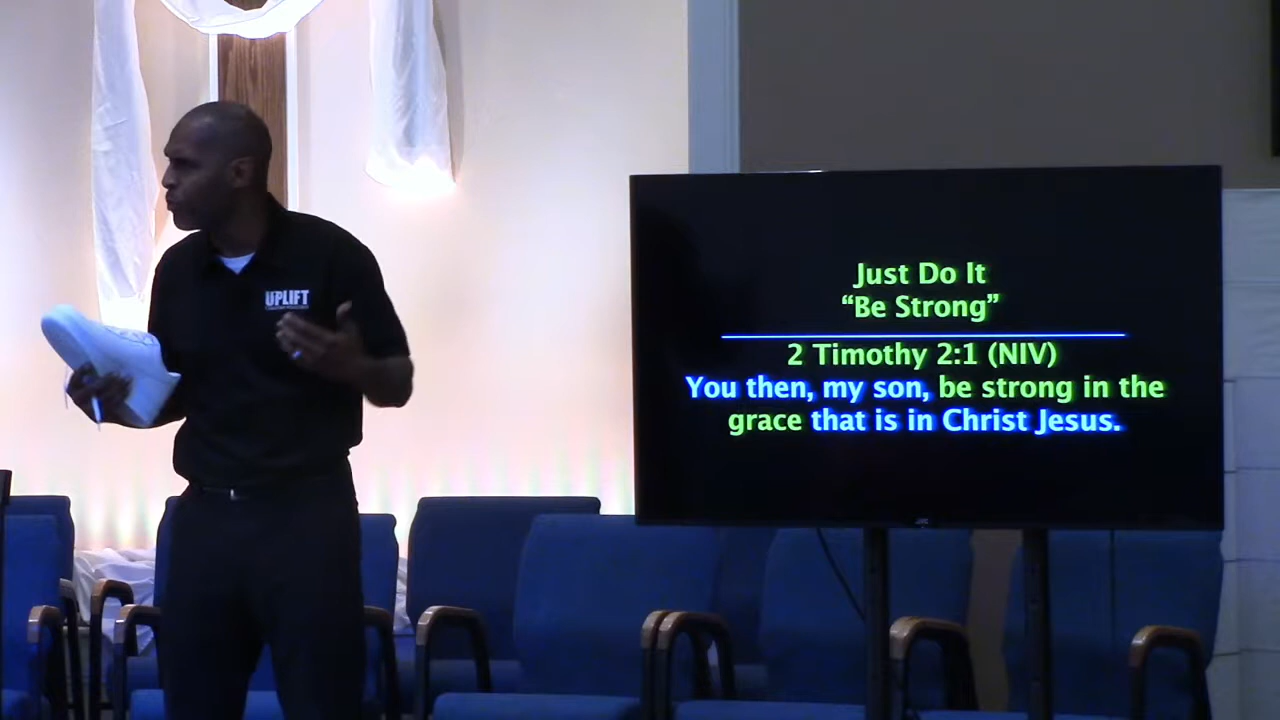 UPLIFT
Just Do It
“Be Strong”
2 Timothy 2:1 (NIV)
You then, my son, be strong in the
grace that is in Christ Jesus.
JVC